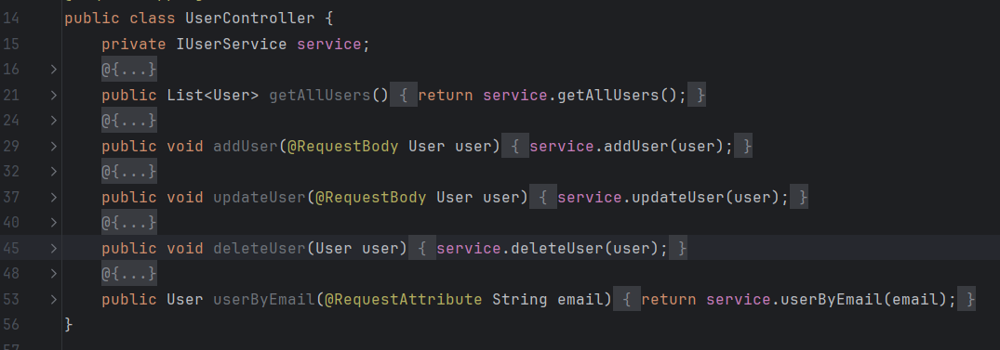 14 public class UserController {
15 private IUserService service;
16 @{...}
21 public List<User> getAllUsers() { return service.getAllUsers(); }
24 @{...}
29 public void addUser(@RequestBody User user) { service.addUser(user); }
32 @{...}
37 public void updateUser(@RequestBody User user) { service.updateUser(user); }
40 @{...}
45 public void deleteUser(User user) { service.deleteUser(user); }
48 @{...}
53 public User userByEmail(@RequestAttribute String email) { return service.userByEmail(email); }
56 }
57